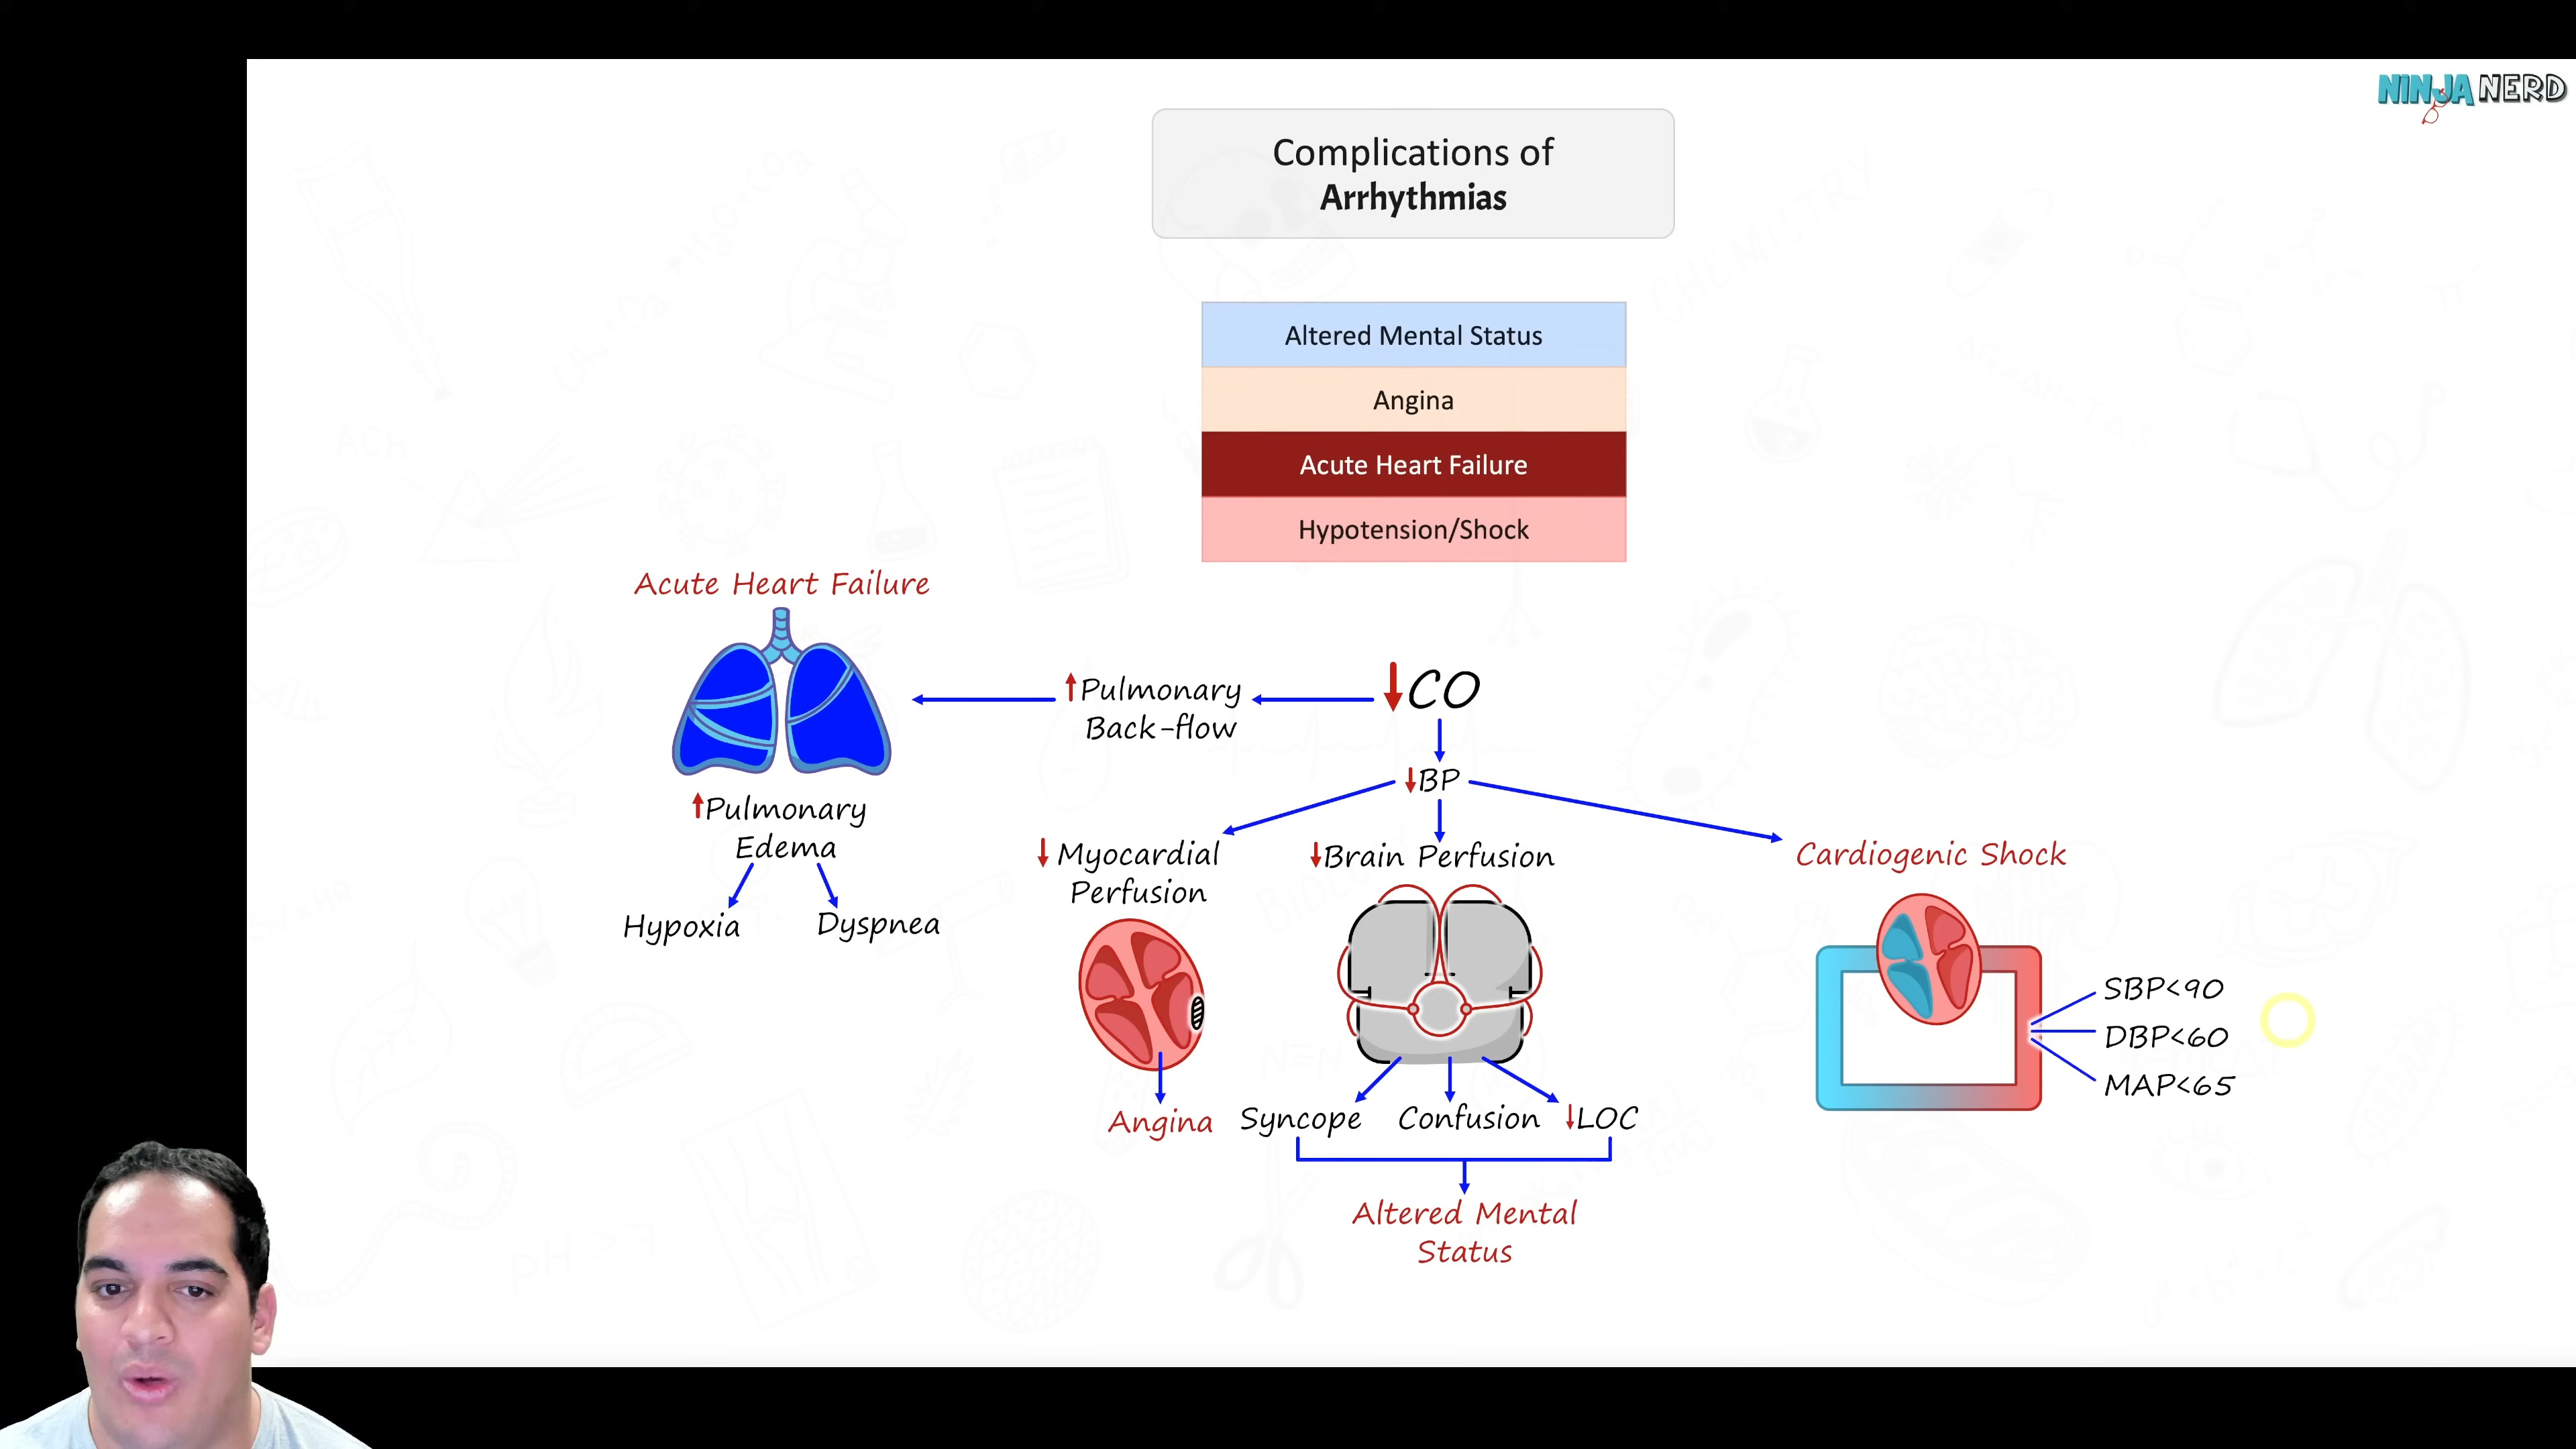 NINJA NERD
Complications of
Arrhythmias
Altered Mental Status
Angina
Acute Heart Failure
Hypotension/Shock
Acute Heart Failure
↑Pulmonary
Back-flow
↓CO
↓BP
↑Pulmonary
Edema
Hypoxia
Dyspnea
↓Myocardial
Perfusion
Angina
↓Brain Perfusion
Syncope
Confusion
↓LOC
Altered Mental
Status
Cardiogenic Shock
SBP<90
DBP<60
MAP<65
CHEMISTRY
ACh